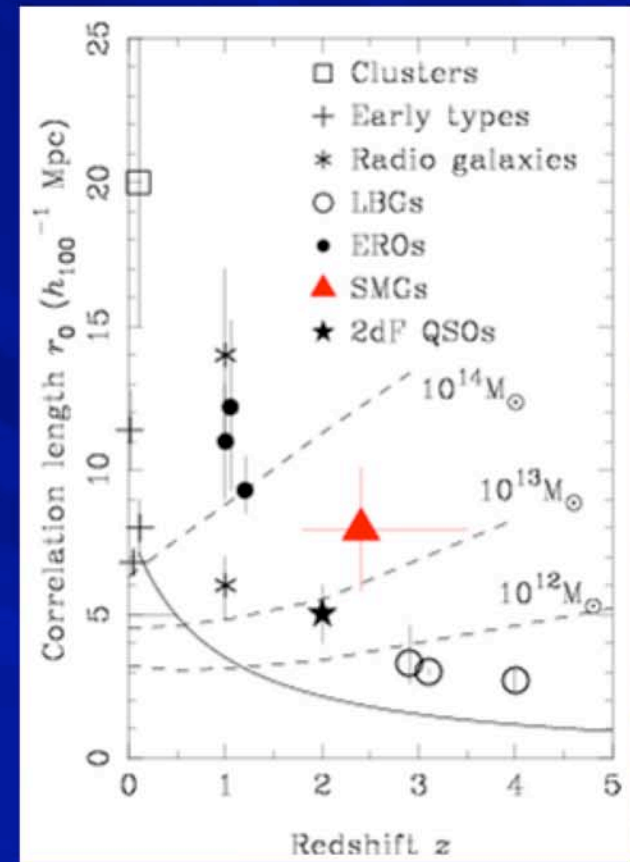 25
20
15
10
5
0
Correlation length r₀ (h₁₀₀⁻¹ Mpc)
Clusters
Early types
Radio galaxies
LBGs
EROs
SMGs
2dF QSOs
10¹⁴M⊙
10¹³M⊙
10¹²M⊙
0 1 2 3 4 5
Redshift z